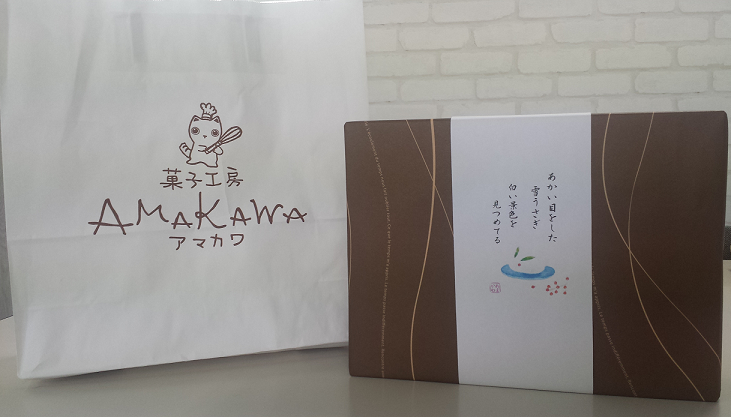 菓子工房
AMAKAWA
アマカワ
あかい目をした
雪うさぎ
白い景色を
見つめてる